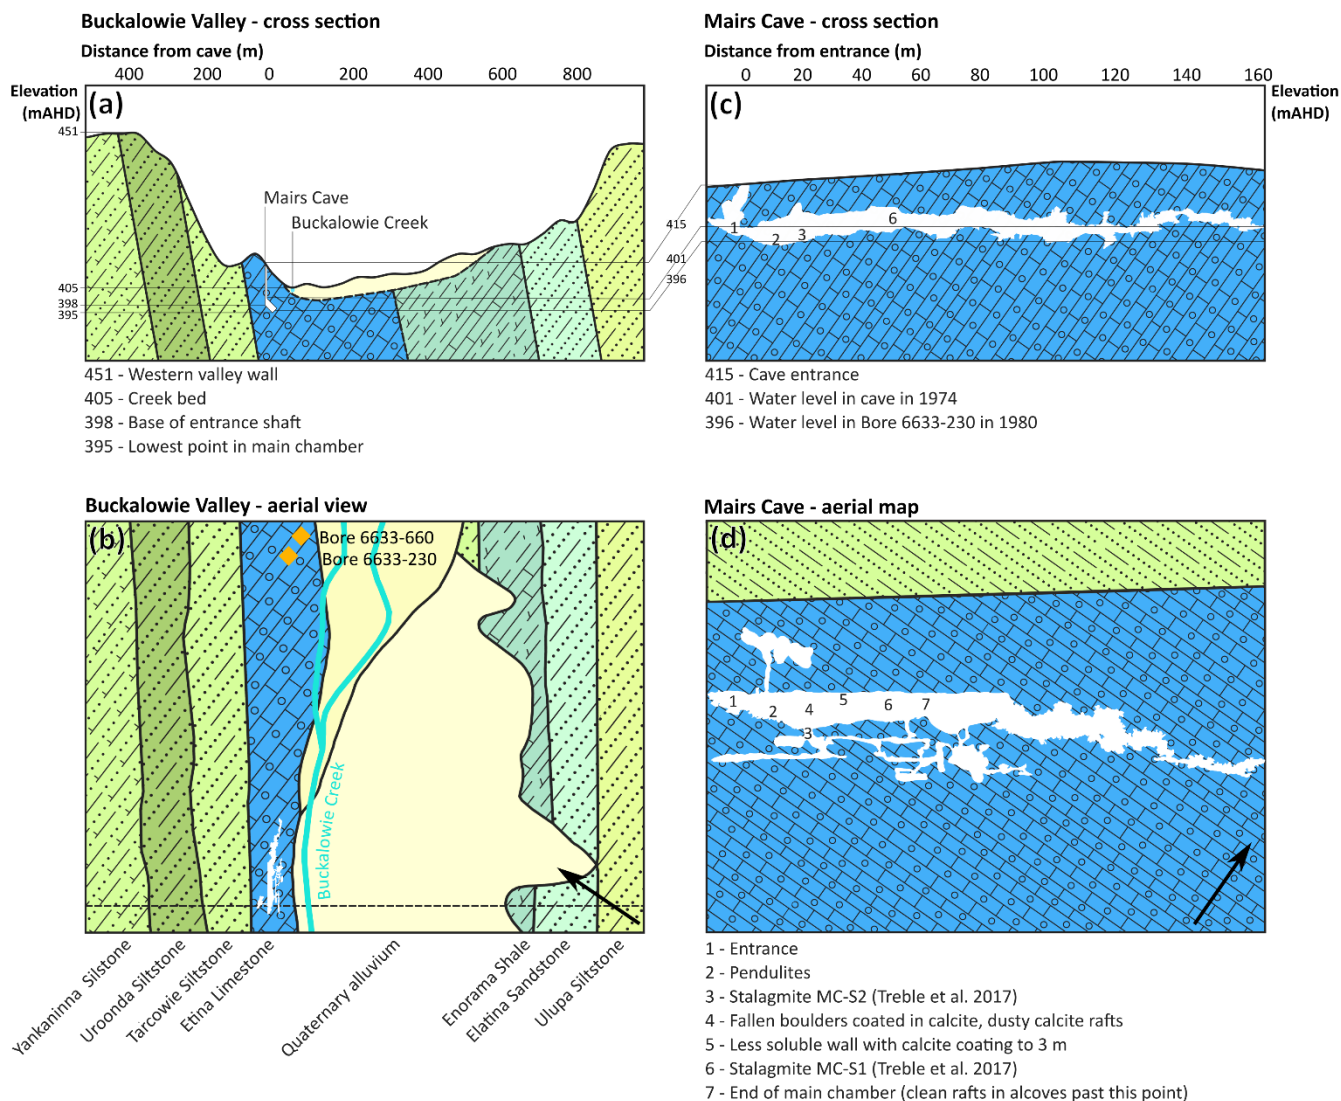 Buckalowie Valley - cross section
Distance from cave (m)
400 200 0 200 400 600 800
Elevation
(mAHD)
(a)
451
Mairs Cave
Buckalowie Creek
405
398
395
451 - Western valley wall
405 - Creek bed
398 - Base of entrance shaft
395 - Lowest point in main chamber
Mairs Cave - cross section
Distance from entrance (m)
0 20 40 60 80 100 120 140 160
Elevation
(mAHD)
(c)
415
401
396
6
1
2
3
415 - Cave entrance
401 - Water level in cave in 1974
396 - Water level in Bore 6633-230 in 1980
Buckalowie Valley - aerial view
(b)
Bore 6633-660
Bore 6633-230
Buckalowie Creek
Yankaninna Silstone
Uroonda Siltstone
Tarcowie Siltstone
Etina Limestone
Quaternary alluvium
Enorama Shale
Elatina Sandstone
Ulupa Siltstone
Mairs Cave - aerial map
(d)
1 2 4 5 6 7
3
1 - Entrance
2 - Pendulites
3 - Stalagmite MC-S2 (Treble et al. 2017)
4 - Fallen boulders coated in calcite, dusty calcite rafts
5 - Less soluble wall with calcite coating to 3 m
6 - Stalagmite MC-S1 (Treble et al. 2017)
7 - End of main chamber (clean rafts in alcoves past this point)